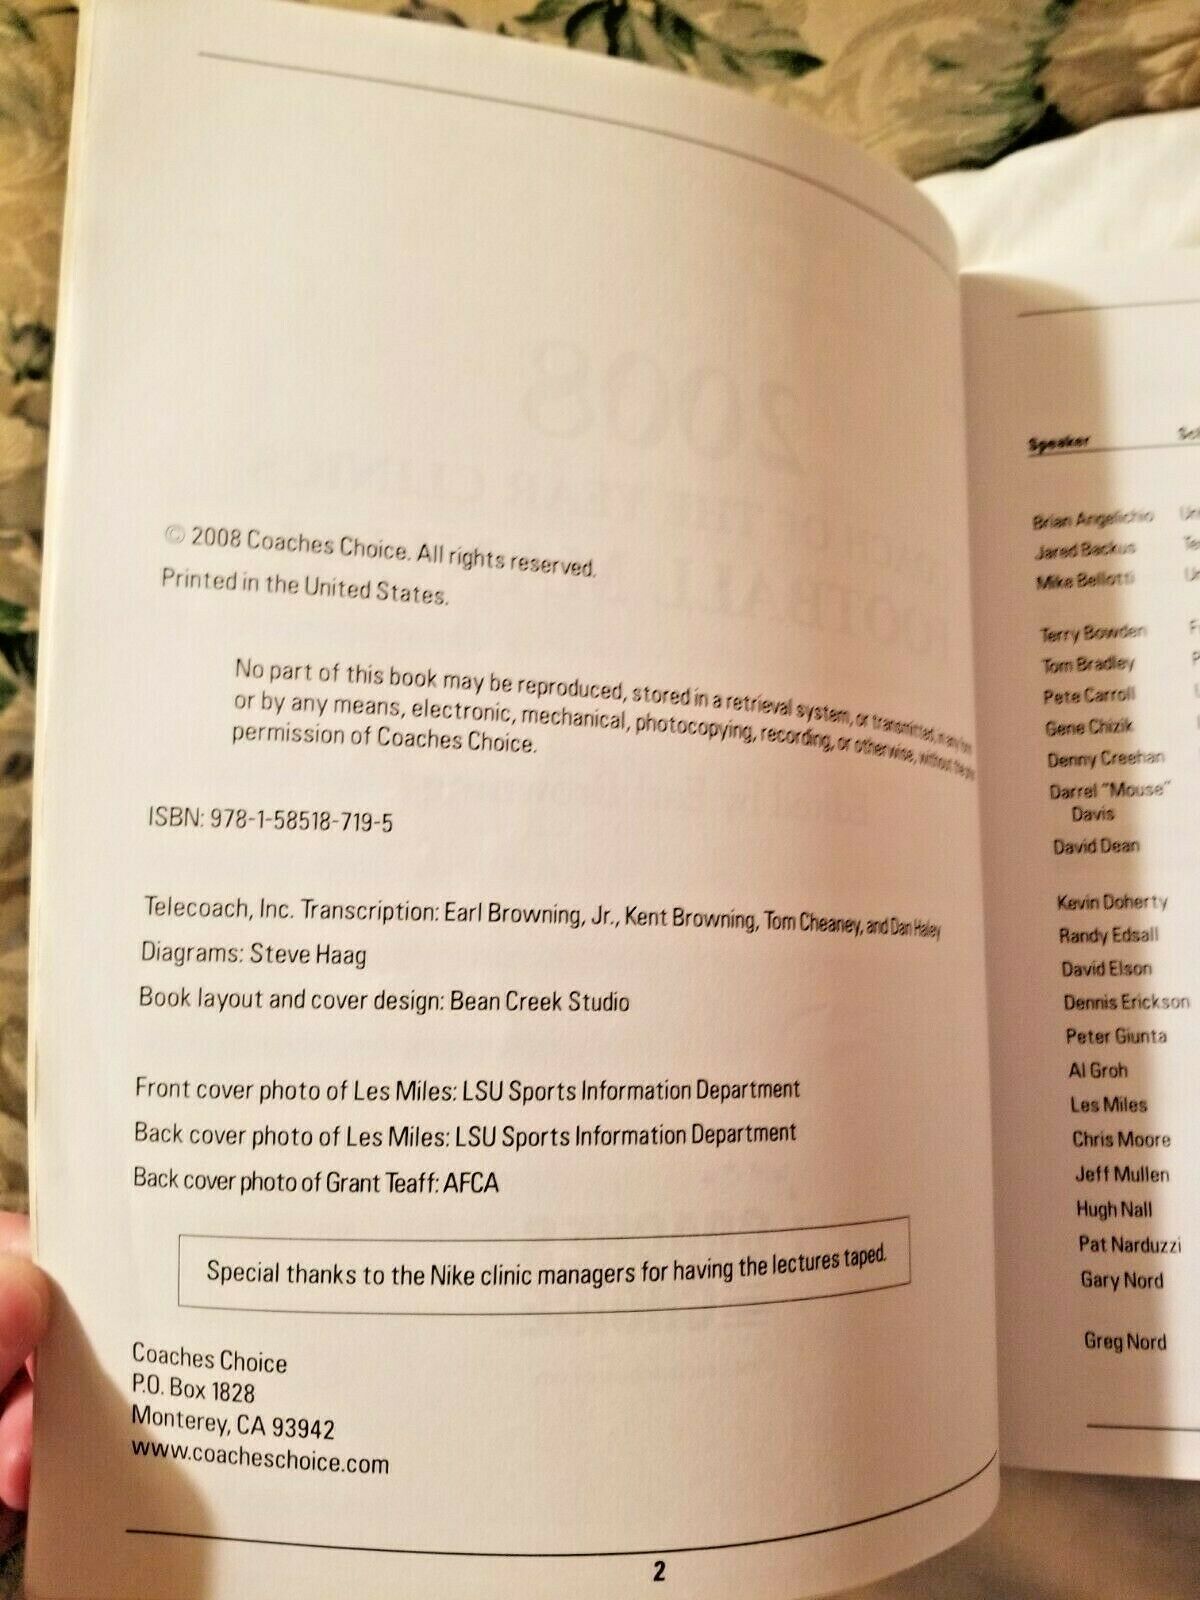 © 2008 Coaches Choice. All rights reserved.
Printed in the United States.
No part of this book may be reproduced, stored in a retrieval system, or transmitted, in any form
or by any means, electronic, mechanical, photocopying, recording, or otherwise, without the prior
permission of Coaches Choice.
ISBN: 978-1-58518-719-5
Telecoach, Inc. Transcription: Earl Browning, Jr., Kent Browning, Tom Cheaney, and Dan Haley
Diagrams: Steve Haag
Book layout and cover design: Bean Creek Studio
Front cover photo of Les Miles: LSU Sports Information Department
Back cover photo of Les Miles: LSU Sports Information Department
Back cover photo of Grant Teaff: AFCA
Special thanks to the Nike clinic managers for having the lectures taped.
Coaches Choice
P.O. Box 1828
Monterey, CA 93942
www.coacheschoice.com
2
Speaker
Brian Angelichio
Jared Backus
Mike Bellotti
Terry Bowden
Tom Bradley
Pete Carroll
Gene Chizik
Denny Creehan
Darrel "Mouse"
Davis
David Dean
Kevin Doherty
Randy Edsall
David Elson
Dennis Erickson
Peter Giunta
Al Groh
Les Miles
Chris Moore
Jeff Mullen
Hugh Nall
Pat Narduzzi
Gary Nord
Greg Nord